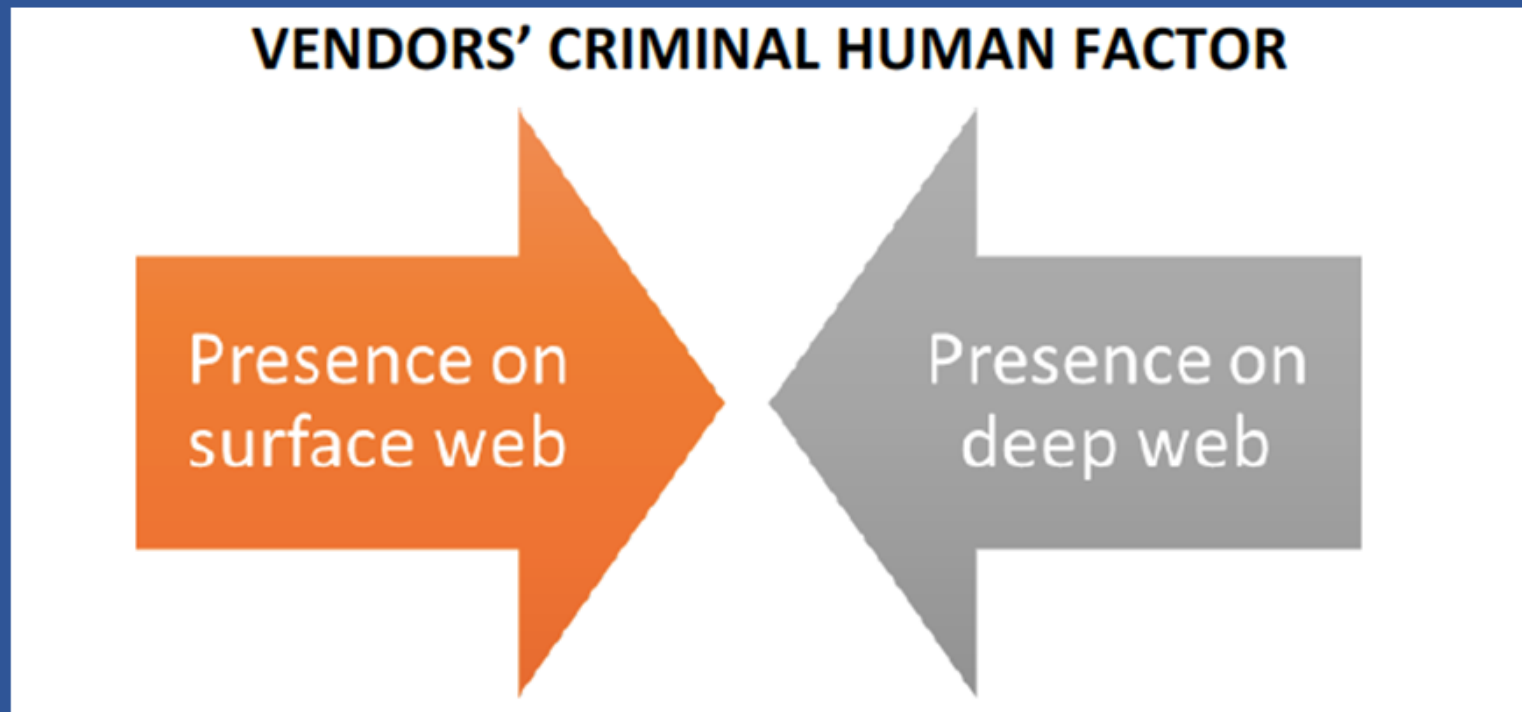 VENDORS’ CRIMINAL HUMAN FACTOR
Presence on
surface web
Presence on
deep web